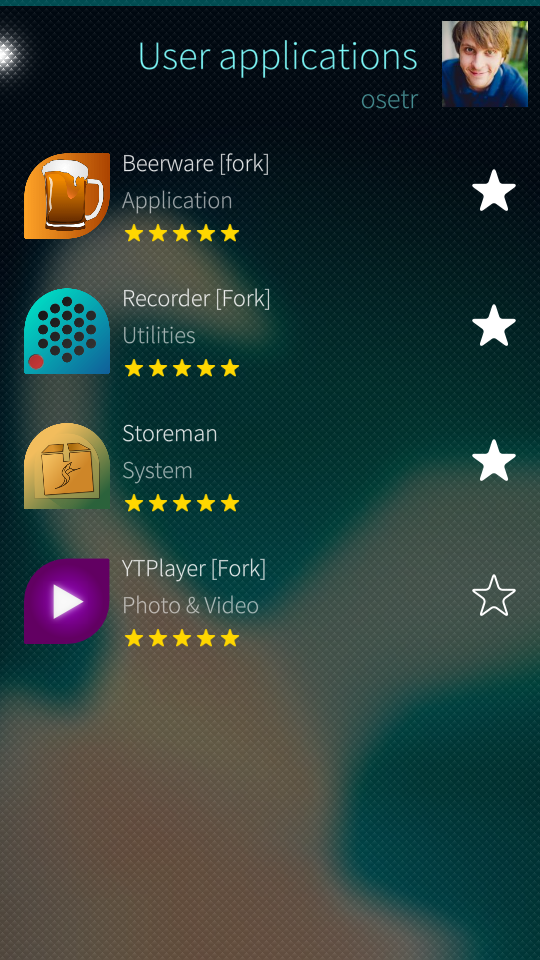 User applications
osetr
Beerware [fork]
Application
Recorder [Fork]
Utilities
Storeman
System
YTPlayer [Fork]
Photo & Video